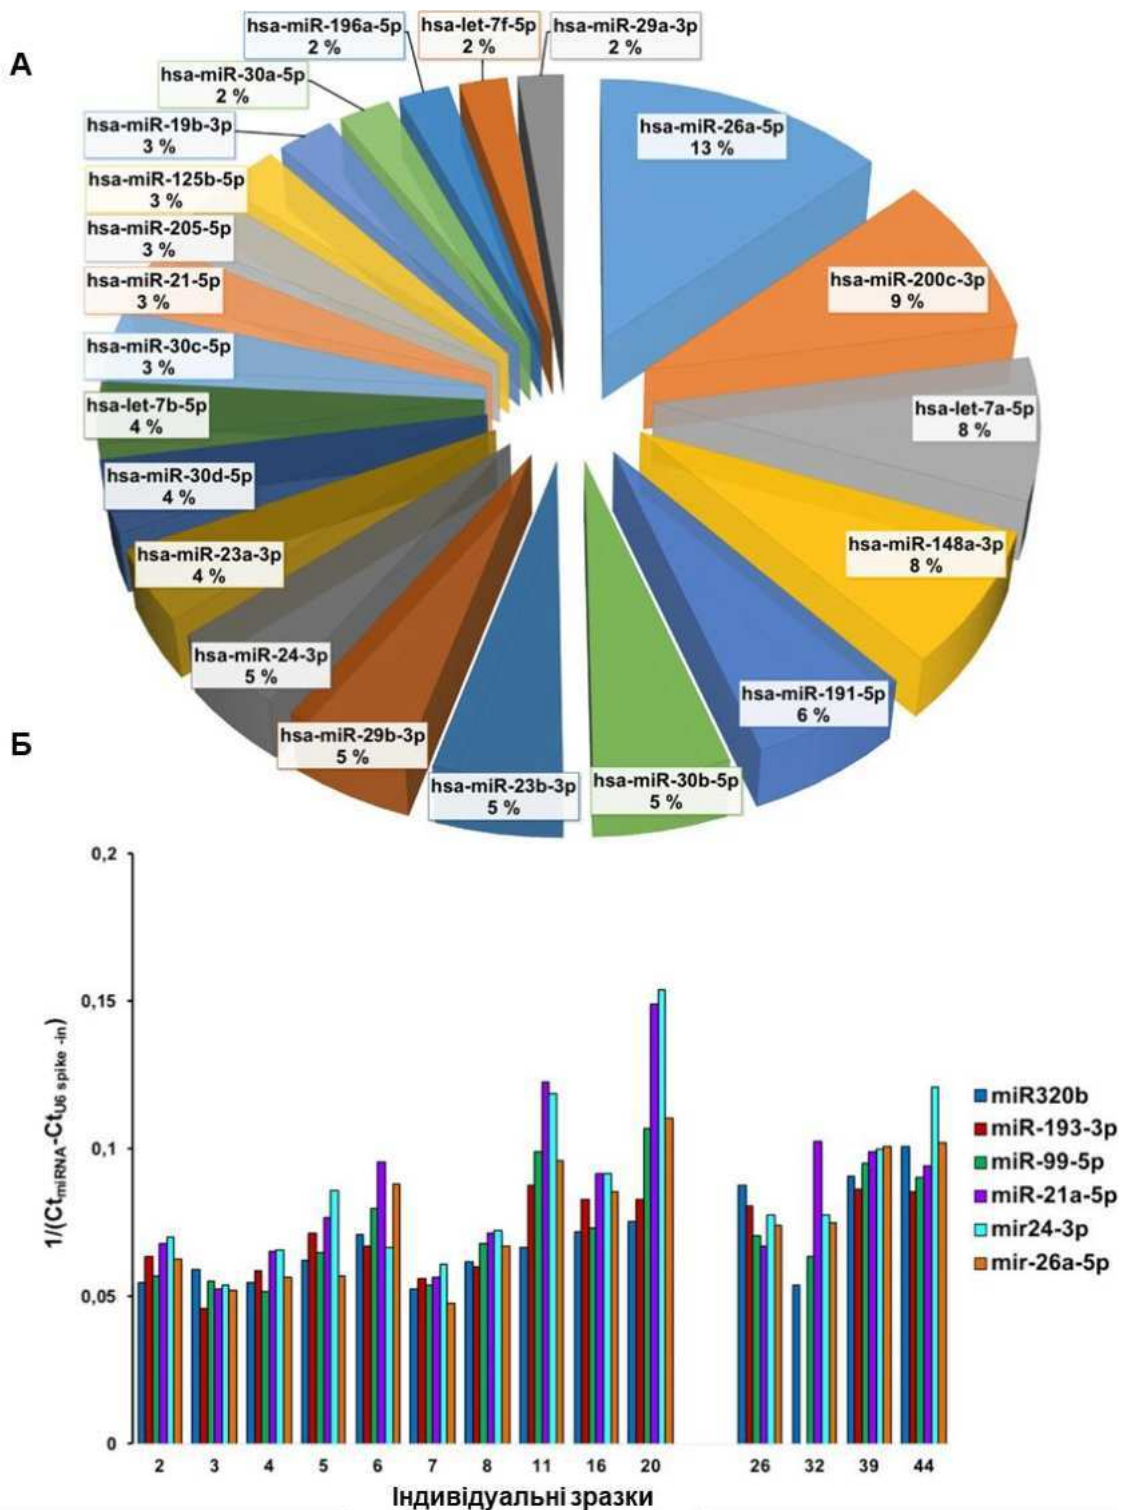 А
hsa-miR-196a-5p
2 %
hsa-let-7f-5p
2 %
hsa-miR-29a-3p
2 %
hsa-miR-30a-5p
2 %
hsa-miR-19b-3p
3 %
hsa-miR-125b-5p
3 %
hsa-miR-205-5p
3 %
hsa-miR-21-5p
3 %
hsa-miR-30c-5p
3 %
hsa-let-7b-5p
4 %
hsa-miR-30d-5p
4 %
hsa-miR-23a-3p
4 %
hsa-miR-24-3p
5 %
hsa-miR-29b-3p
5 %
hsa-miR-23b-3p
5 %
hsa-miR-30b-5p
5 %
hsa-miR-191-5p
6 %
hsa-miR-148a-3p
8 %
hsa-let-7a-5p
8 %
hsa-miR-200c-3p
9 %
hsa-miR-26a-5p
13 %
Б
1/(CtmiRNA-CtU6 spike -in)
0,2
0,15
0,1
0,05
0
2 3 4 5 6 7 8 11 16 20 26 32 39 44
Індивідуальні зразки
miR320b
miR-193-3p
miR-99-5p
miR-21a-5p
mir24-3p
mir-26a-5p